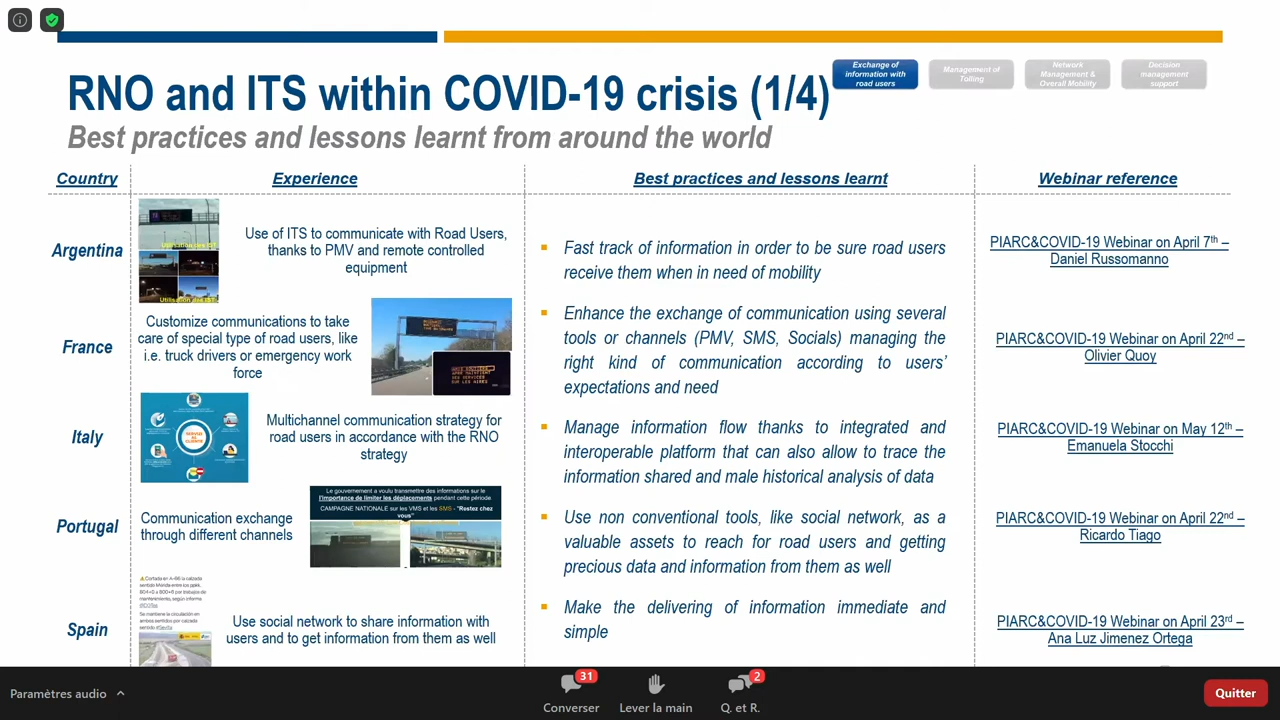 RNO and ITS within COVID-19 crisis (1/4)
Exchange of
information with
road users
Management of
Tolling
Network
Management &
Overall Mobility
Decision
management
support
Best practices and lessons learnt from around the world
Country
Experience
Best practices and lessons learnt
Webinar reference
Argentina
Use of ITS to communicate with Road Users,
thanks to PMV and remote controlled
equipment
Fast track of information in order to be sure road users
receive them when in need of mobility
PIARC&COVID-19 Webinar on April 7th –
Daniel Russomanno
France
Customize communications to take
care of special type of road users, like
i.e. truck drivers or emergency work
force
Enhance the exchange of communication using several
tools or channels (PMV, SMS, Socials) managing the
right kind of communication according to users'
expectations and need
PIARC&COVID-19 Webinar on April 22nd –
Olivier Quoy
Italy
Multichannel communication strategy for
road users in accordance with the RNO
strategy
Manage information flow thanks to integrated and
interoperable platform that can also allow to trace the
information shared and male historical analysis of data
PIARC&COVID-19 Webinar on May 12th –
Emanuela Stocchi
Portugal
Communication exchange
through different channels
Le gouvernement a voulu transmettre des informations sur le
l'importance de limiter les déplacements pendant cette période.
CAMPAGNE NATIONALE sur les VMS et les SMS - "Restez chez
vous"
Use non conventional tools, like social network, as a
valuable assets to reach for road users and getting
precious data and information from them as well
PIARC&COVID-19 Webinar on April 22nd –
Ricardo Tiago
Spain
Use social network to share information with
users and to get information from them as well
Make the delivering of information immediate and
simple
PIARC&COVID-19 Webinar on April 23rd –
Ana Luz Jimenez Ortega
Paramètres audio
31
Converser
Lever la main
2
Q. et R.
Quitter